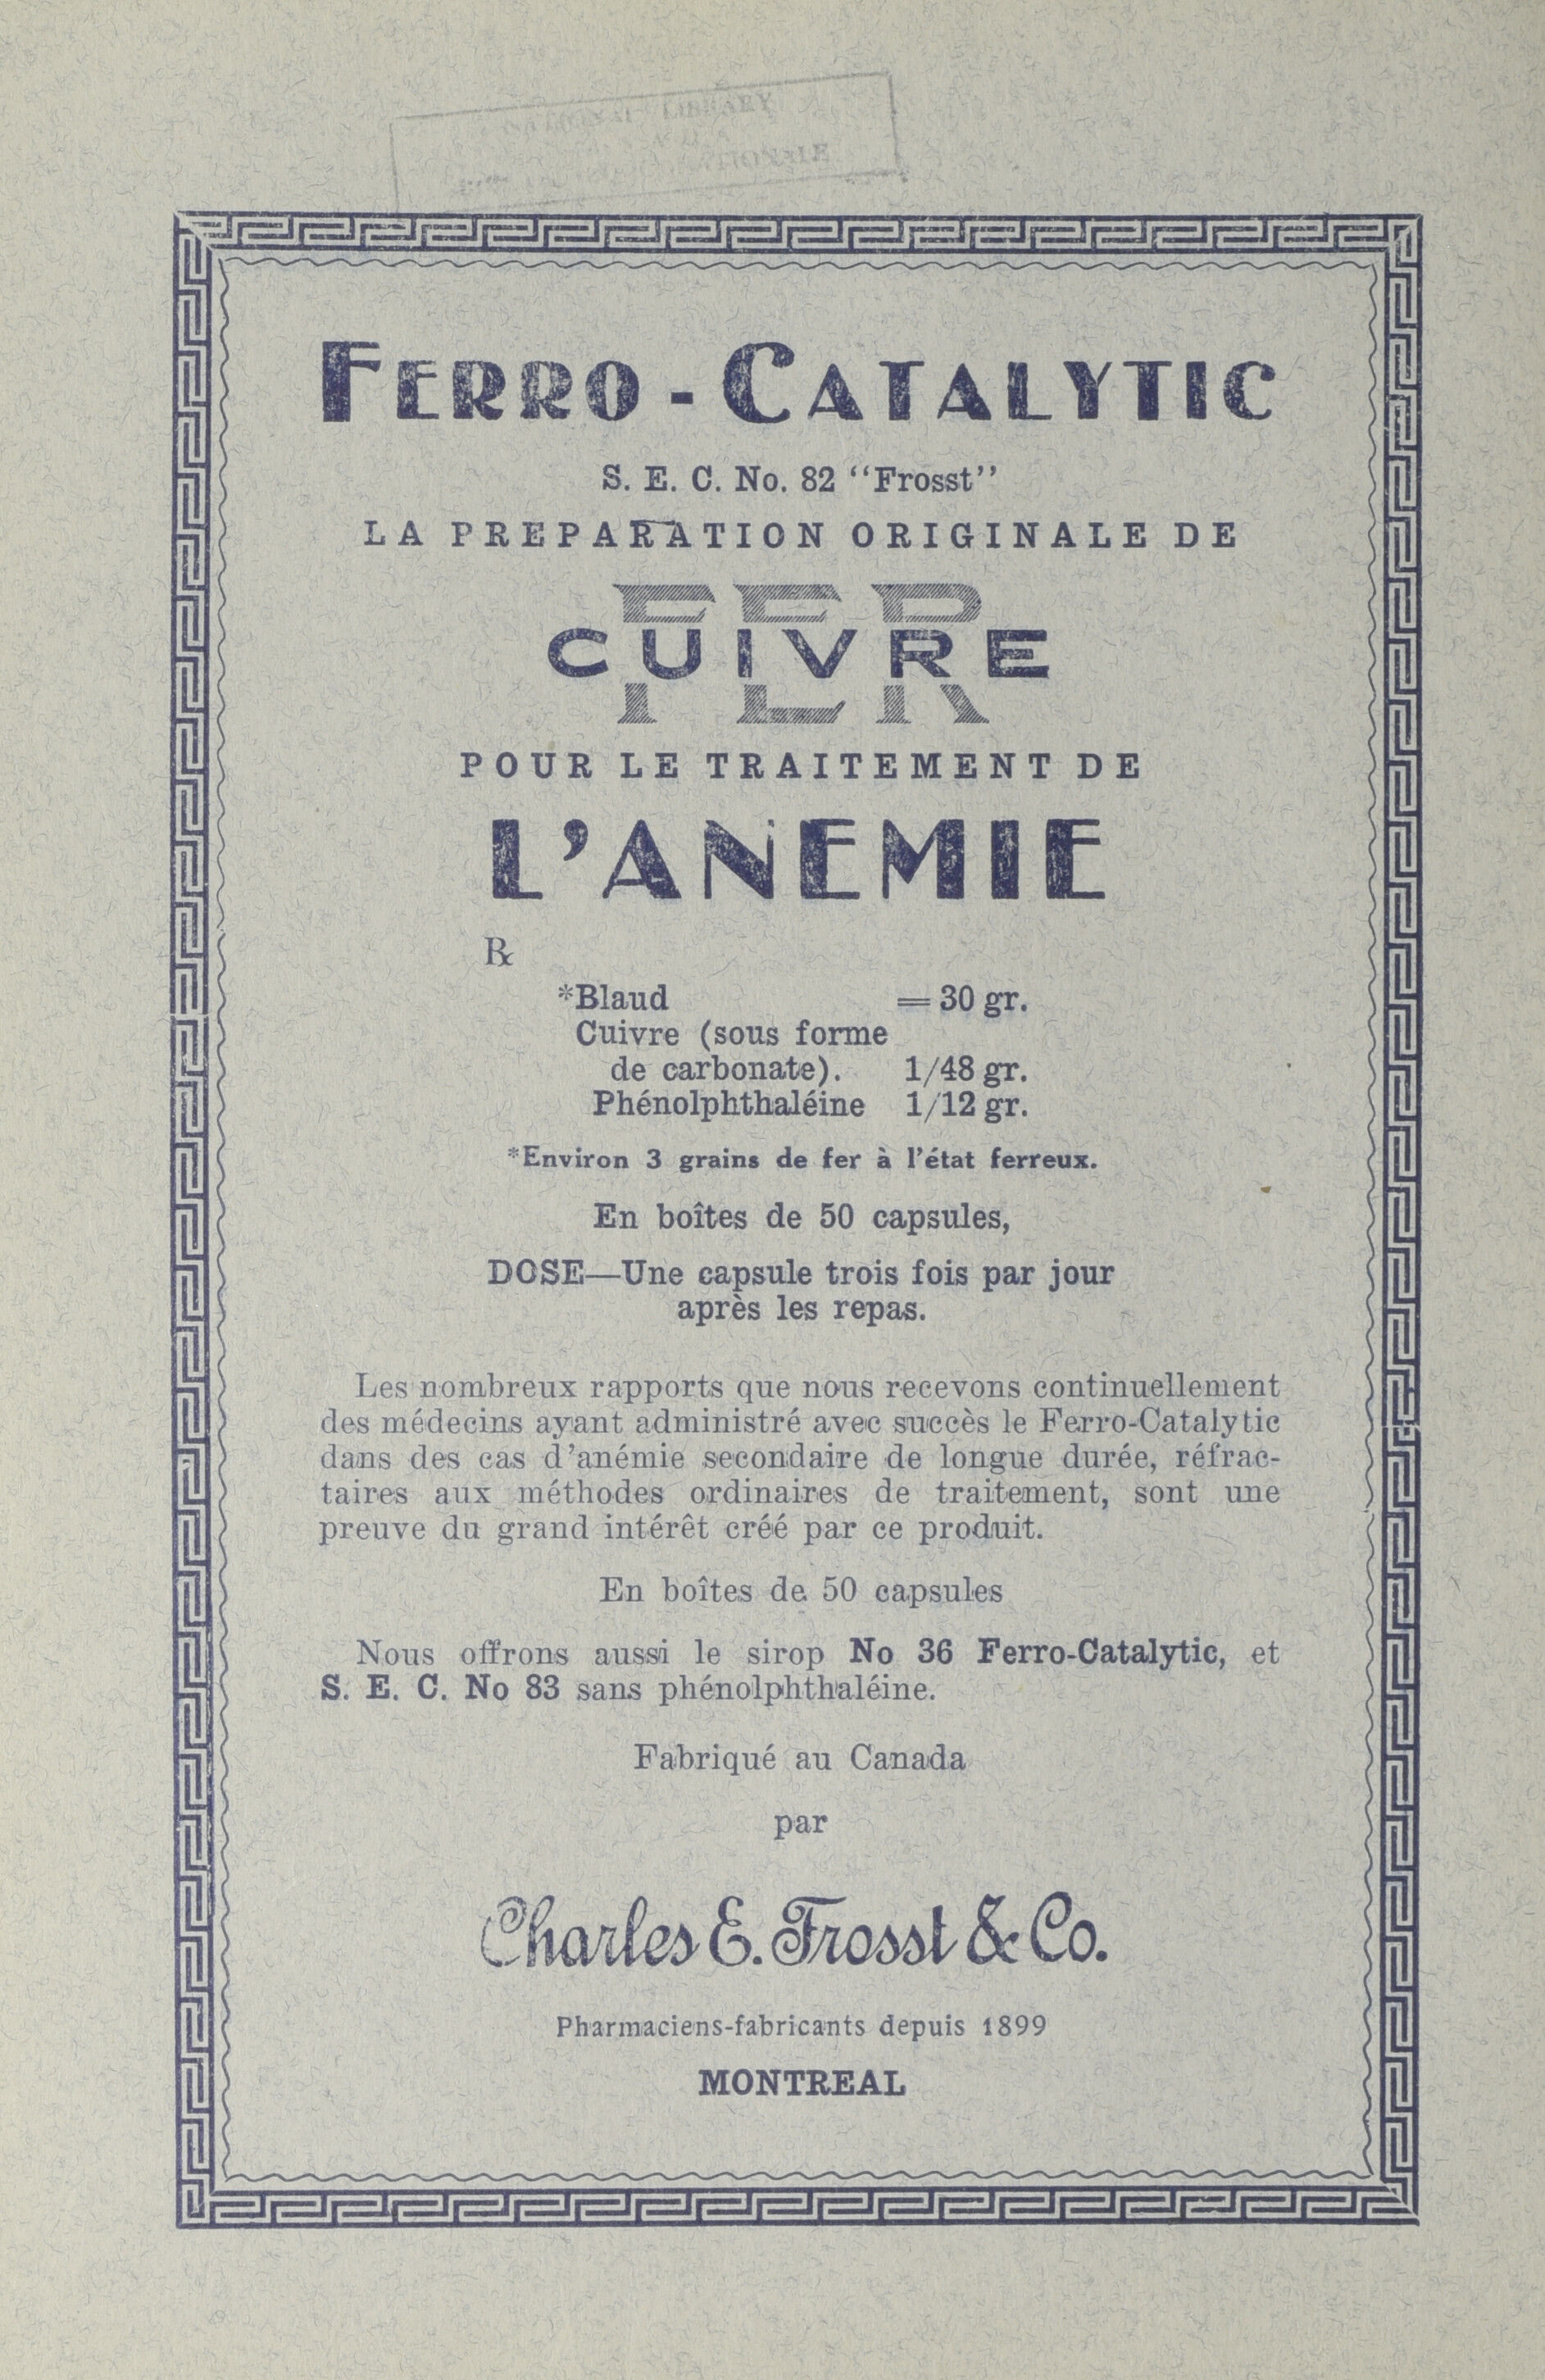 NATIONAL LIBRARY
NATIONALE
FERRO-CATALYTIC
S. E. C. No. 82 "Frosst"
LA PREPARATION ORIGINALE DE
FER
CUIVRE
POUR LE TRAITEMENT DE
L'ANEMIE
℞
*Blaud = 30 gr.
Cuivre (sous forme
de carbonate). 1/48 gr.
Phénolphthaléine 1/12 gr.
*Environ 3 grains de fer à l'état ferreux.
En boîtes de 50 capsules,
DOSE—Une capsule trois fois par jour
après les repas.
Les nombreux rapports que nous recevons continuellement
des médecins ayant administré avec succès le Ferro-Catalytic
dans des cas d'anémie secondaire de longue durée, réfrac-
taires aux méthodes ordinaires de traitement, sont une
preuve du grand intérêt créé par ce produit.
En boîtes de 50 capsules
Nous offrons aussi le sirop No 36 Ferro-Catalytic, et
S. E. C. No 83 sans phénolphthaléine.
Fabriqué au Canada
par
Charles E. Frosst & Co.
Pharmaciens-fabricants depuis 1899
MONTREAL